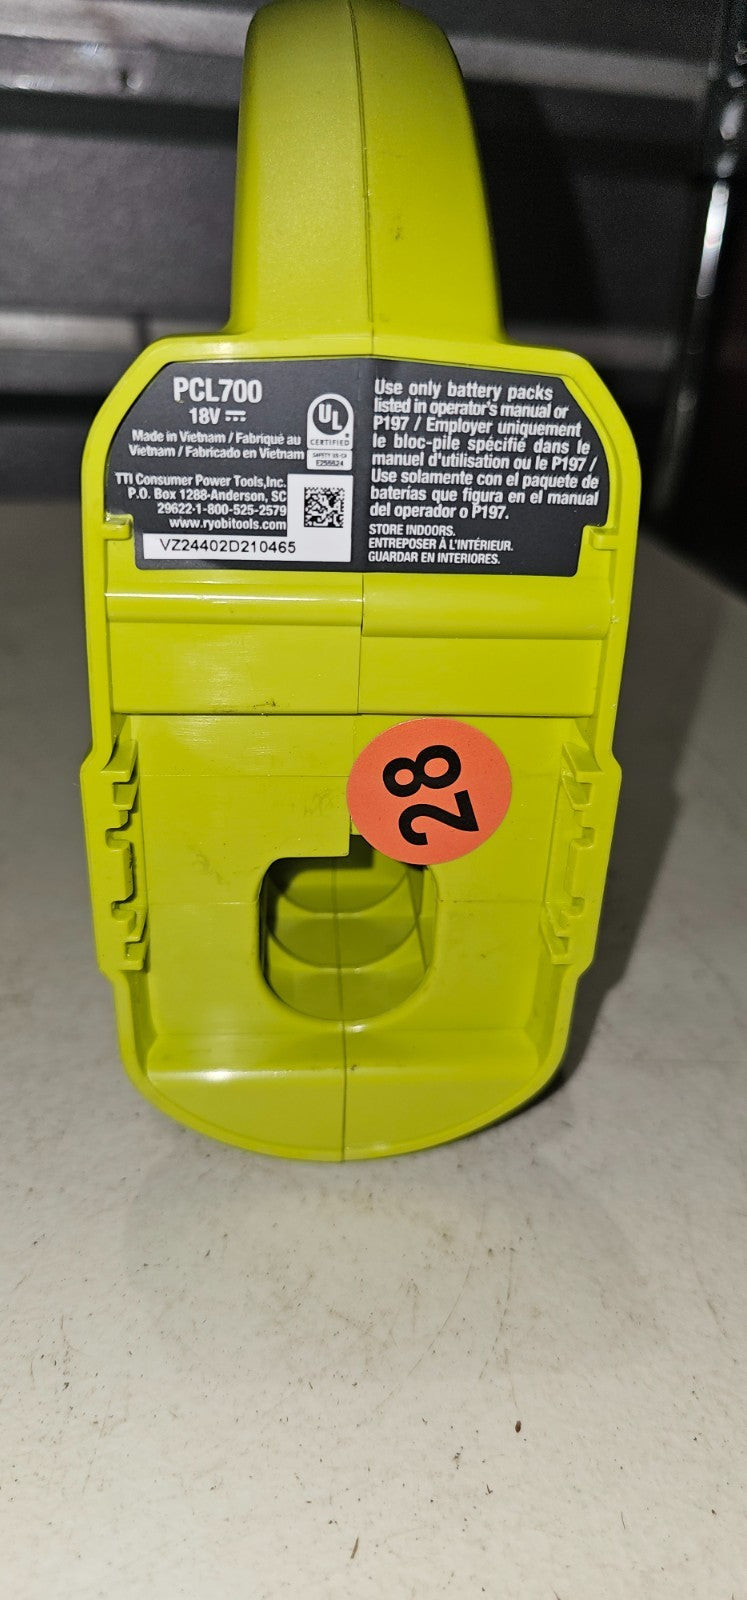 PCL700
18V
Made in Vietnam / Fabriqué au
Vietnam / Fabricado en Vietnam
UL
CERTIFIED
SAFETY US-CA
E255524
TTI Consumer Power Tools,Inc.
P.O. Box 1288-Anderson, SC
29622-1-800-525-2579
www.ryobitools.com
VZ24402D210465
Use only battery packs
listed in operator's manual or
P197 / Employer uniquement
le bloc-pile spécifié dans le
manuel d'utilisation ou le P197 /
Use solamente con el paquete de
baterías que figura en el manual
del operador o P197.
STORE INDOORS.
ENTREPOSER À L'INTÉRIEUR.
GUARDAR EN INTERIORES.
28